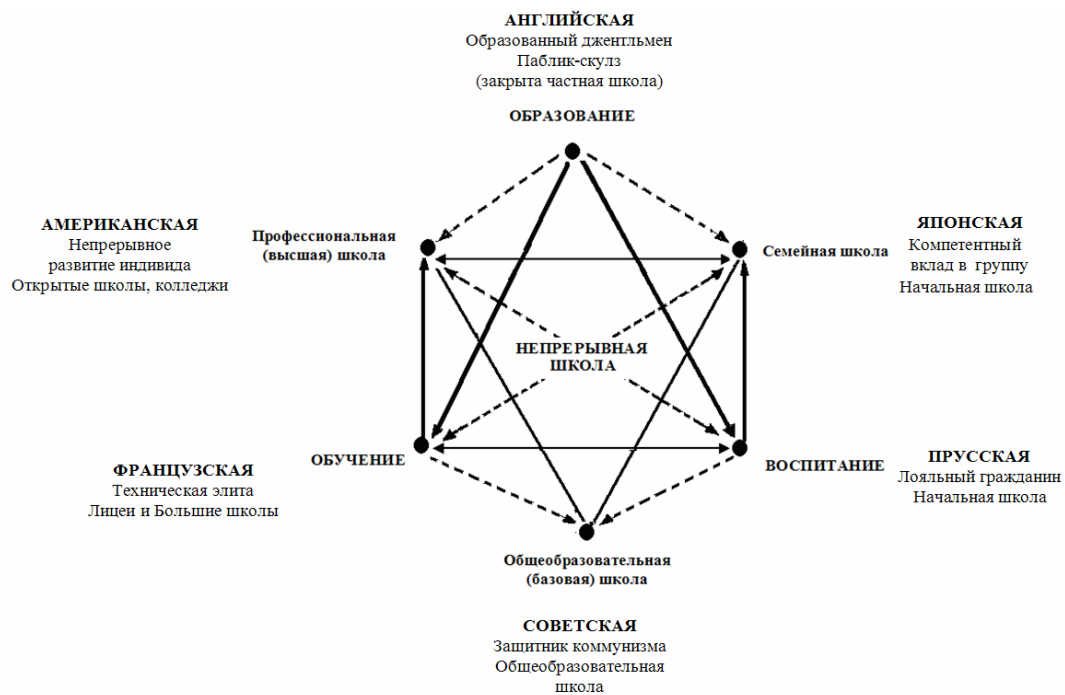 АНГЛИЙСКАЯ
Образованный джентльмен
Паблик-скулз
(закрыта частная школа)
ОБРАЗОВАНИЕ
АМЕРИКАНСКАЯ
Непрерывное
развитие индивида
Открытые школы, колледжи
Профессиональная
(высшая) школа
Семейная школа
ЯПОНСКАЯ
Компетентный
вклад в группу
Начальная школа
НЕПРЕРЫВНАЯ
ШКОЛА
ФРАНЦУЗСКАЯ
Техническая элита
Лицеи и Большие школы
ОБУЧЕНИЕ
ВОСПИТАНИЕ
ПРУССКАЯ
Лояльный гражданин
Начальная школа
Общеобразовательная
(базовая) школа
СОВЕТСКАЯ
Защитник коммунизма
Общеобразовательная
школа